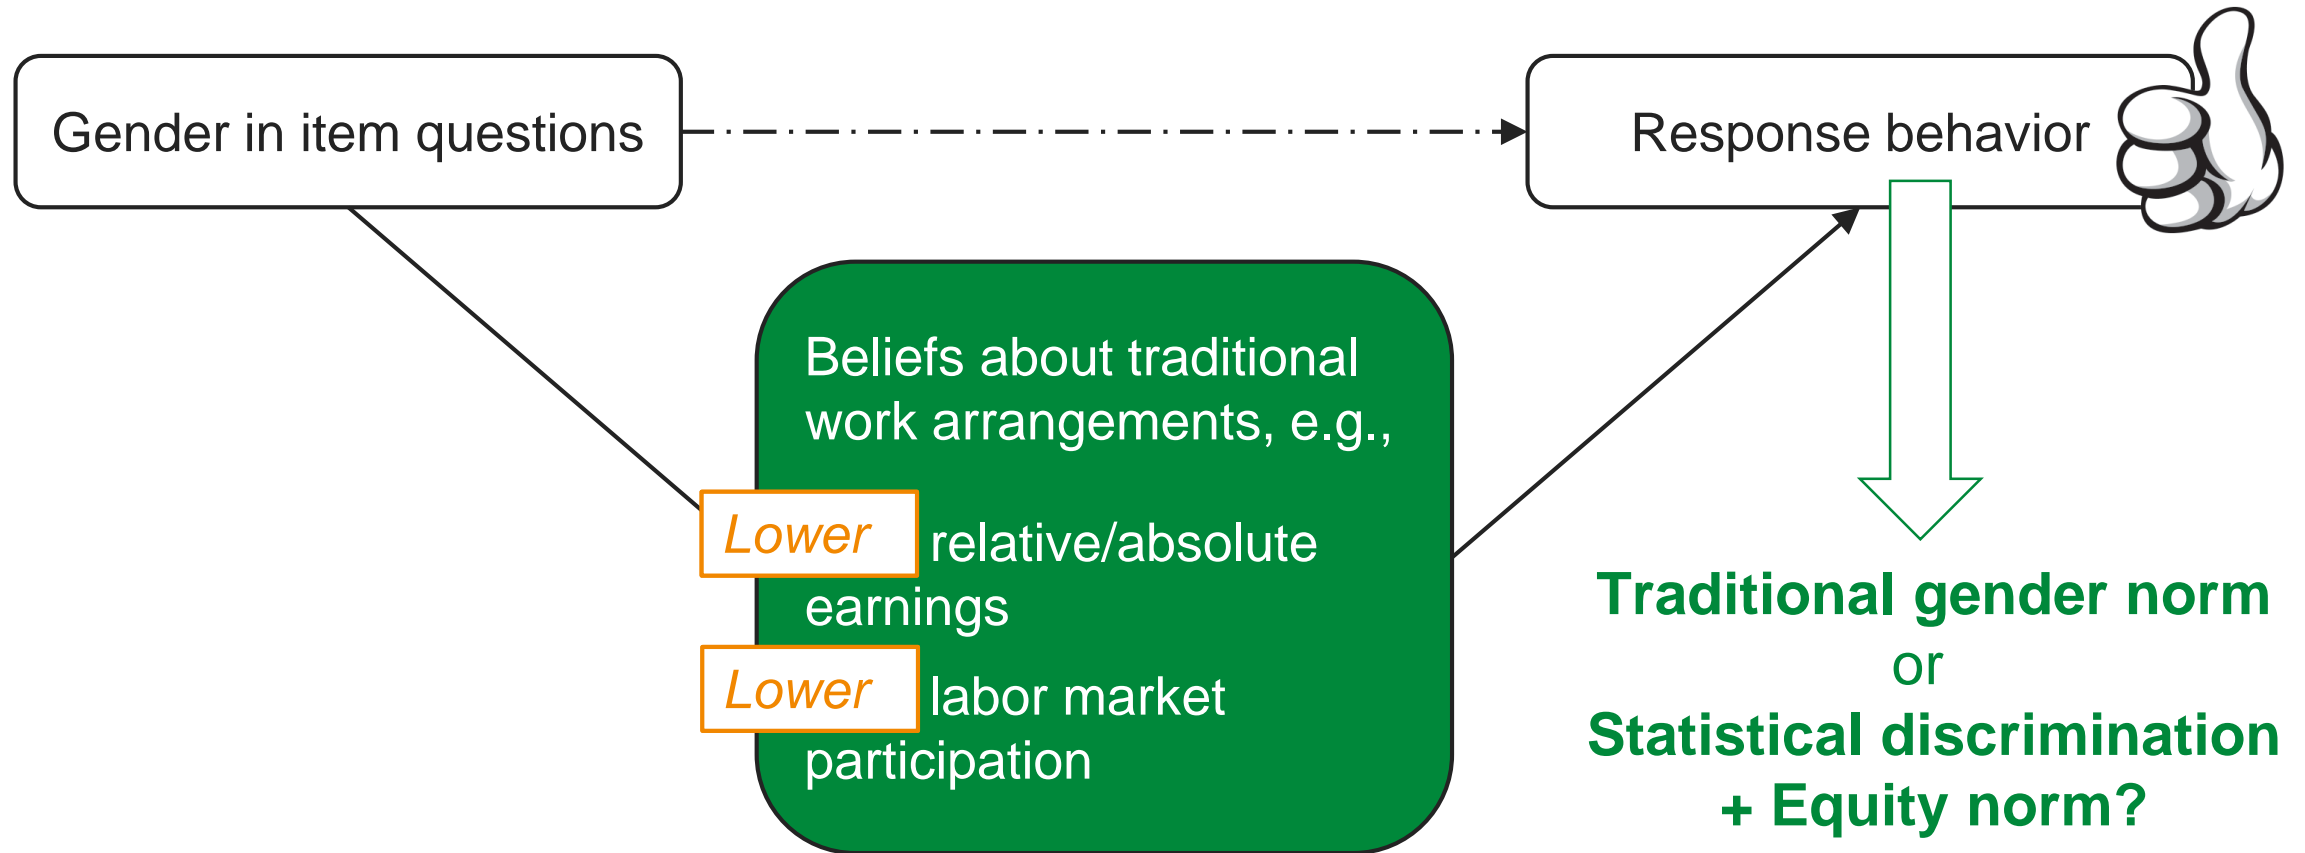 Gender in item questions
Response behavior
Beliefs about traditional
work arrangements, e.g.,
Lower relative/absolute
earnings
Lower labor market
participation
Traditional gender norm
or
Statistical discrimination
+ Equity norm?